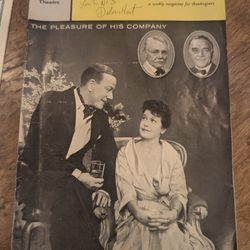 Theatre
a weekly magazine for theatregoers
THE PLEASURE OF HIS COMPANY